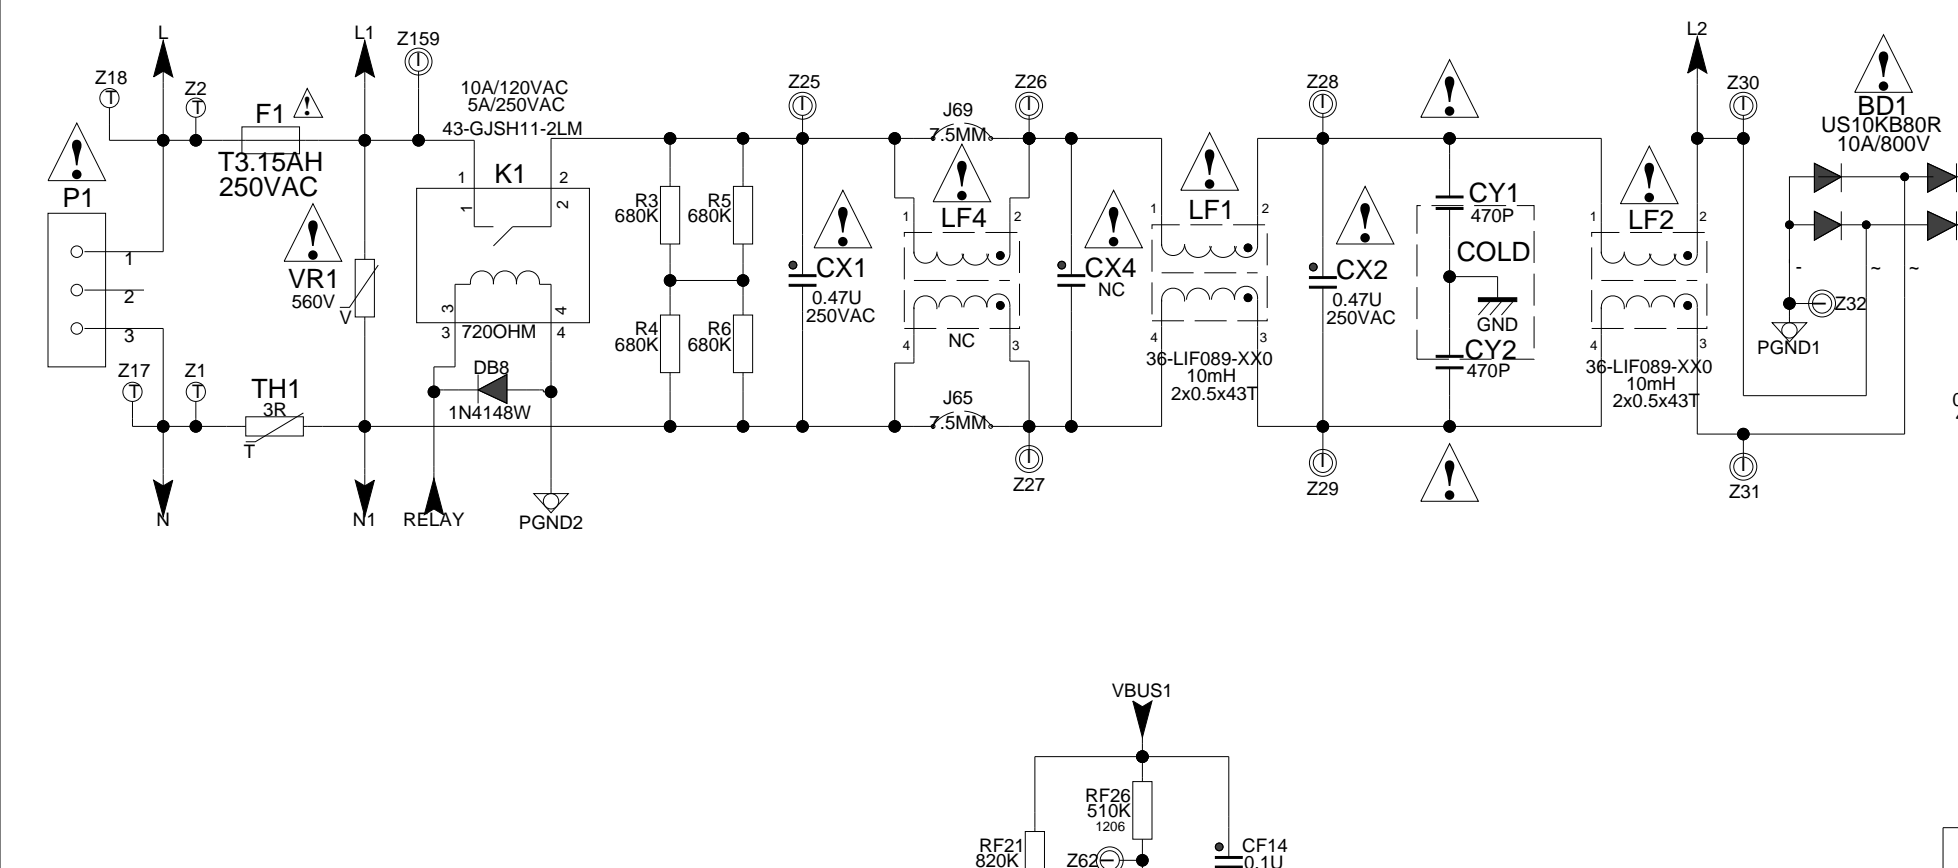 L
Z18
Z2
T
T
F1
T3.15AH
250VAC
L1
Z159
10A/120VAC
5A/250VAC
43-GJSH11-2LM
K1
1
2
1
2
3
4
3
4
720OHM
P1
1
2
3
VR1
560V
V
Z17
Z1
T
T
TH1
3R
T
N
N1
DB8
1N4148W
RELAY
PGND2
R3
680K
R5
680K
R4
680K
R6
680K
Z25
CX1
0.47U
250VAC
J69
7.5MM
LF4
1
2
NC
4
3
J65
7.5MM
Z26
Z27
CX4
NC
LF1
1
2
4
3
36-LIF089-XX0
10mH
2x0.5x43T
Z28
CX2
0.47U
250VAC
Z29
CY1
470P
COLD
GND
CY2
470P
LF2
1
2
4
3
36-LIF089-XX0
10mH
2x0.5x43T
L2
Z30
Z31
BD1
US10KB80R
10A/800V
-
~
~
Z32
PGND1
VBUS1
RF26
510K
1206
RF21
820K
Z62
CF14
0.1U